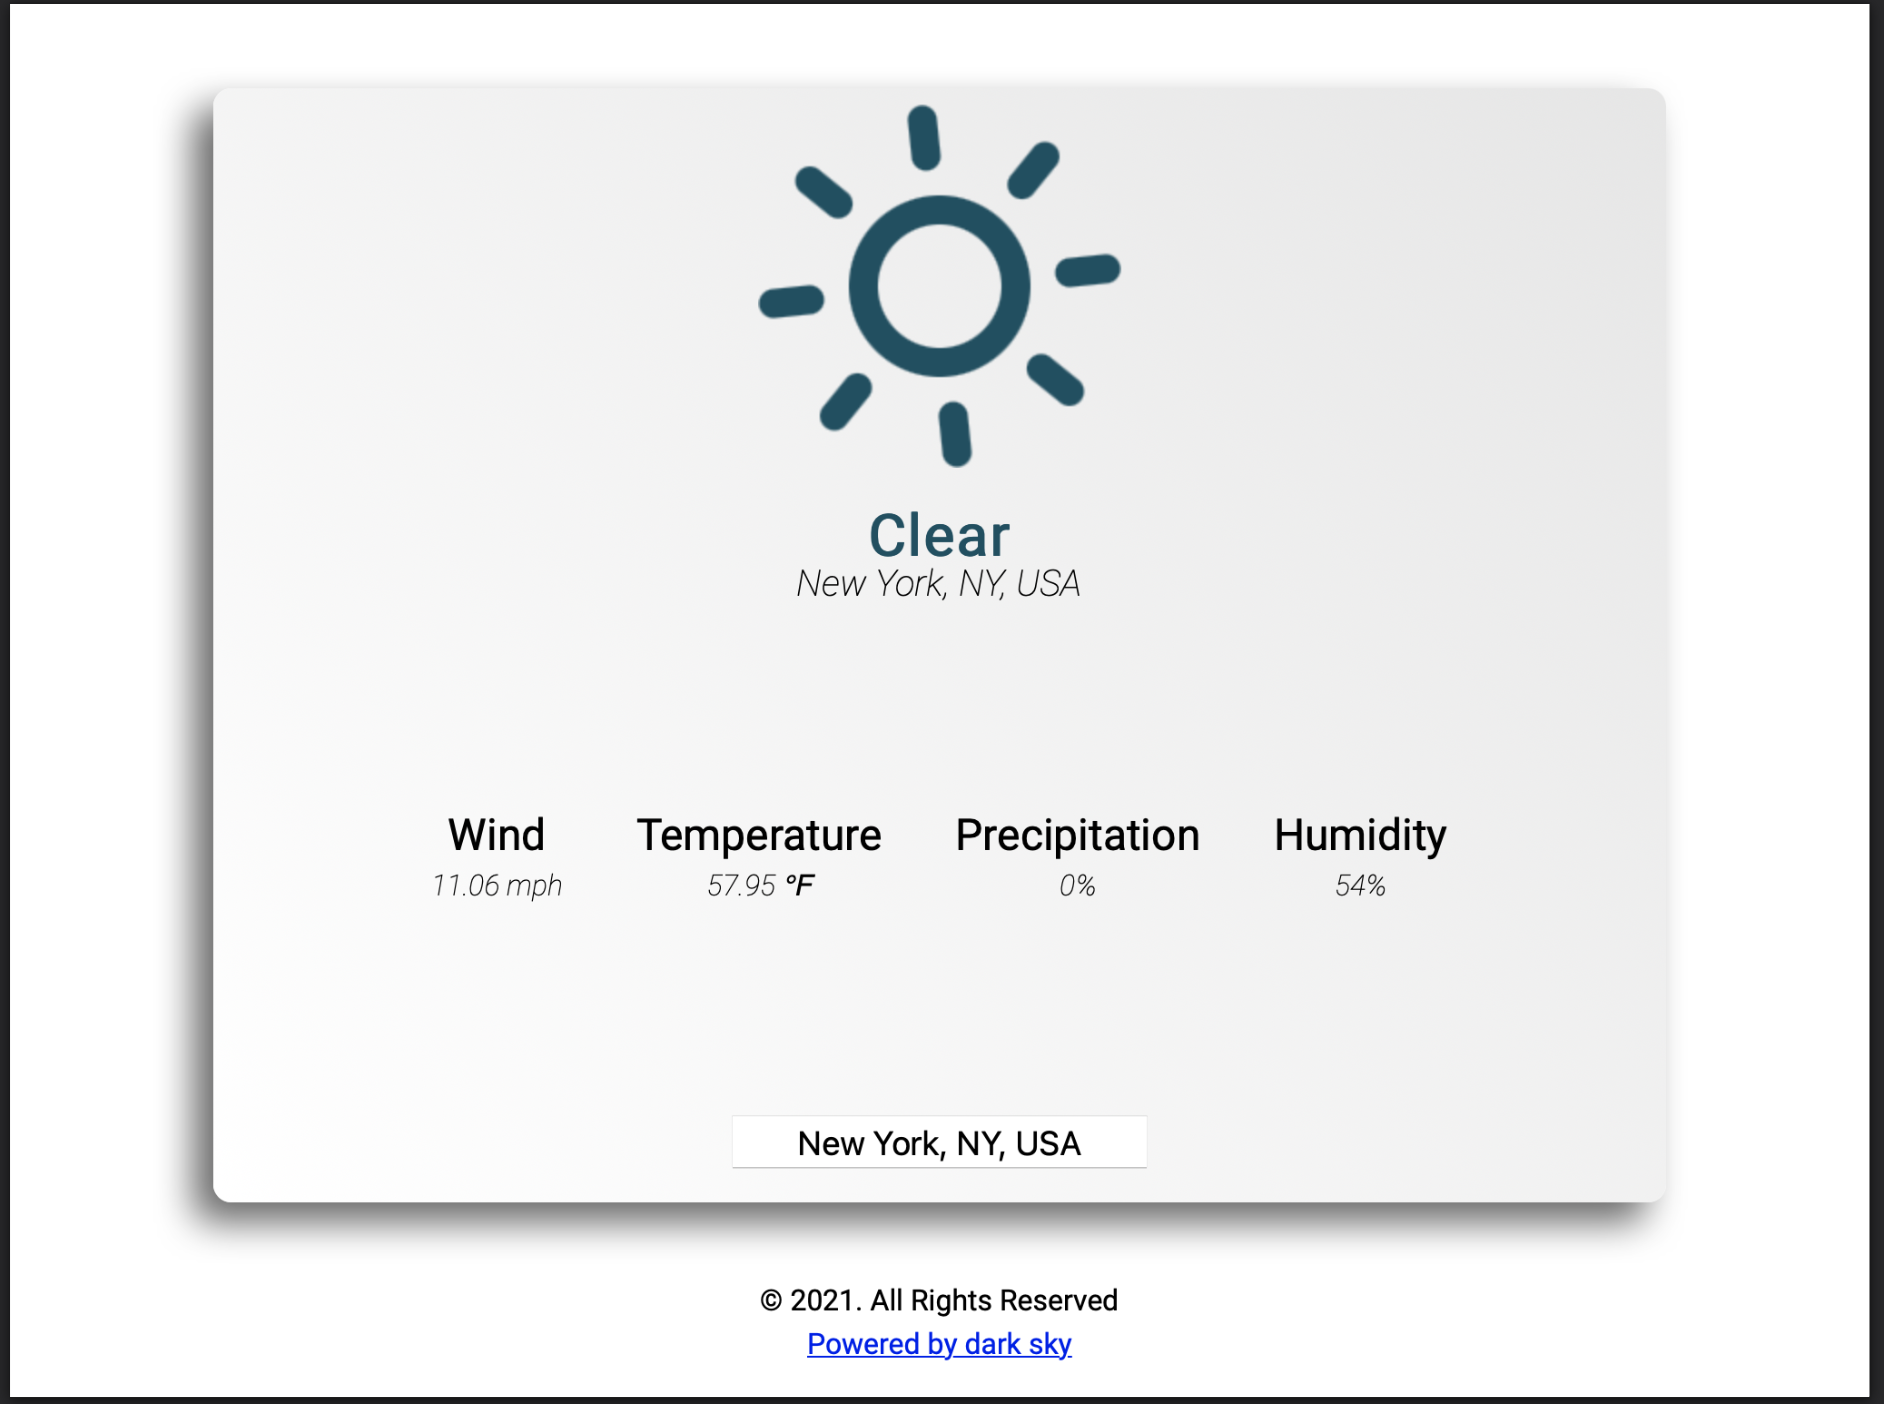 Clear
New York, NY, USA
Wind Temperature Precipitation Humidity
11.06 mph 57.95 °F 0% 54%
New York, NY, USA
© 2021. All Rights Reserved
Powered by dark sky